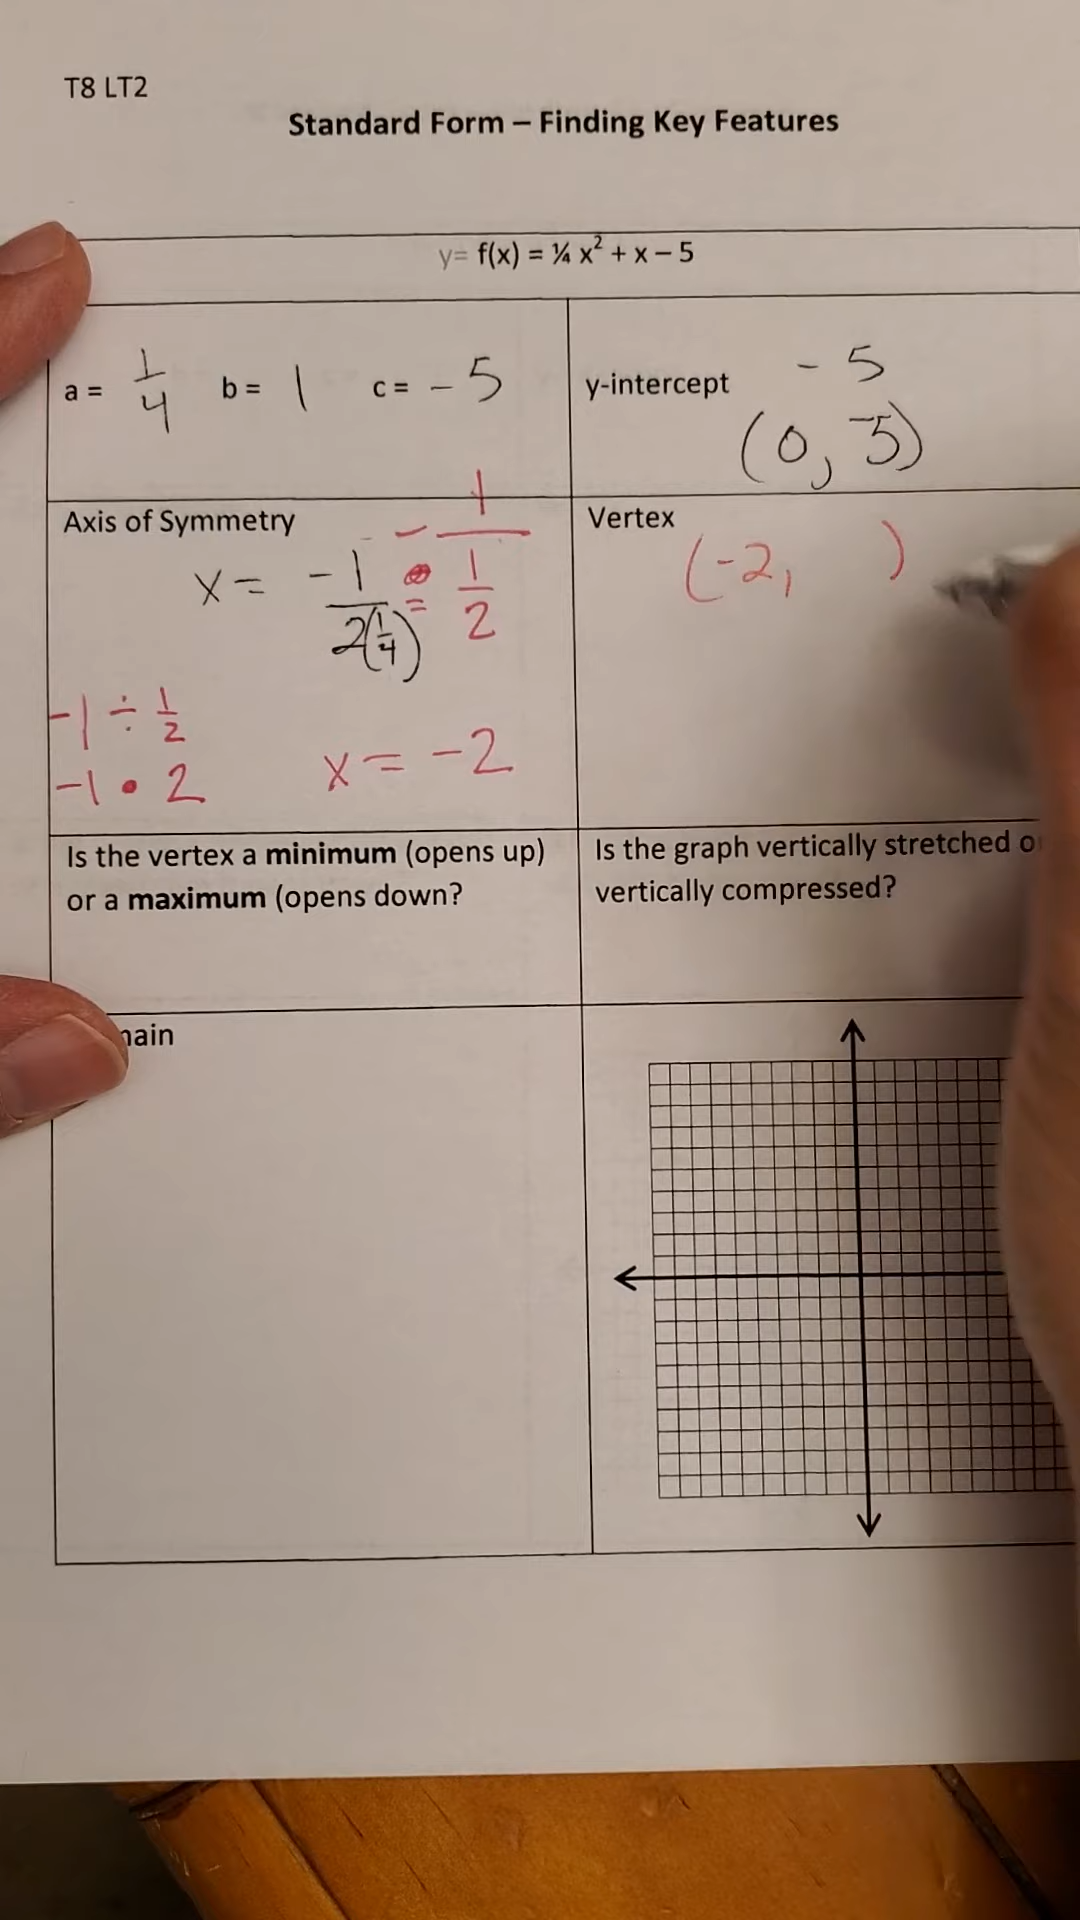 T8 LT2
Standard Form – Finding Key Features
y= f(x) = ¼ x² + x – 5
a = 1/4 b = 1 c = - 5
y-intercept - 5
(0, -5)
Axis of Symmetry
x = -1/2(1/4) = - 1/(1/2)
-1 ÷ 1/2
-1 • 2
x = -2
Vertex
(-2, )
Is the vertex a minimum (opens up)
or a maximum (opens down?
Is the graph vertically stretched o
vertically compressed?
main